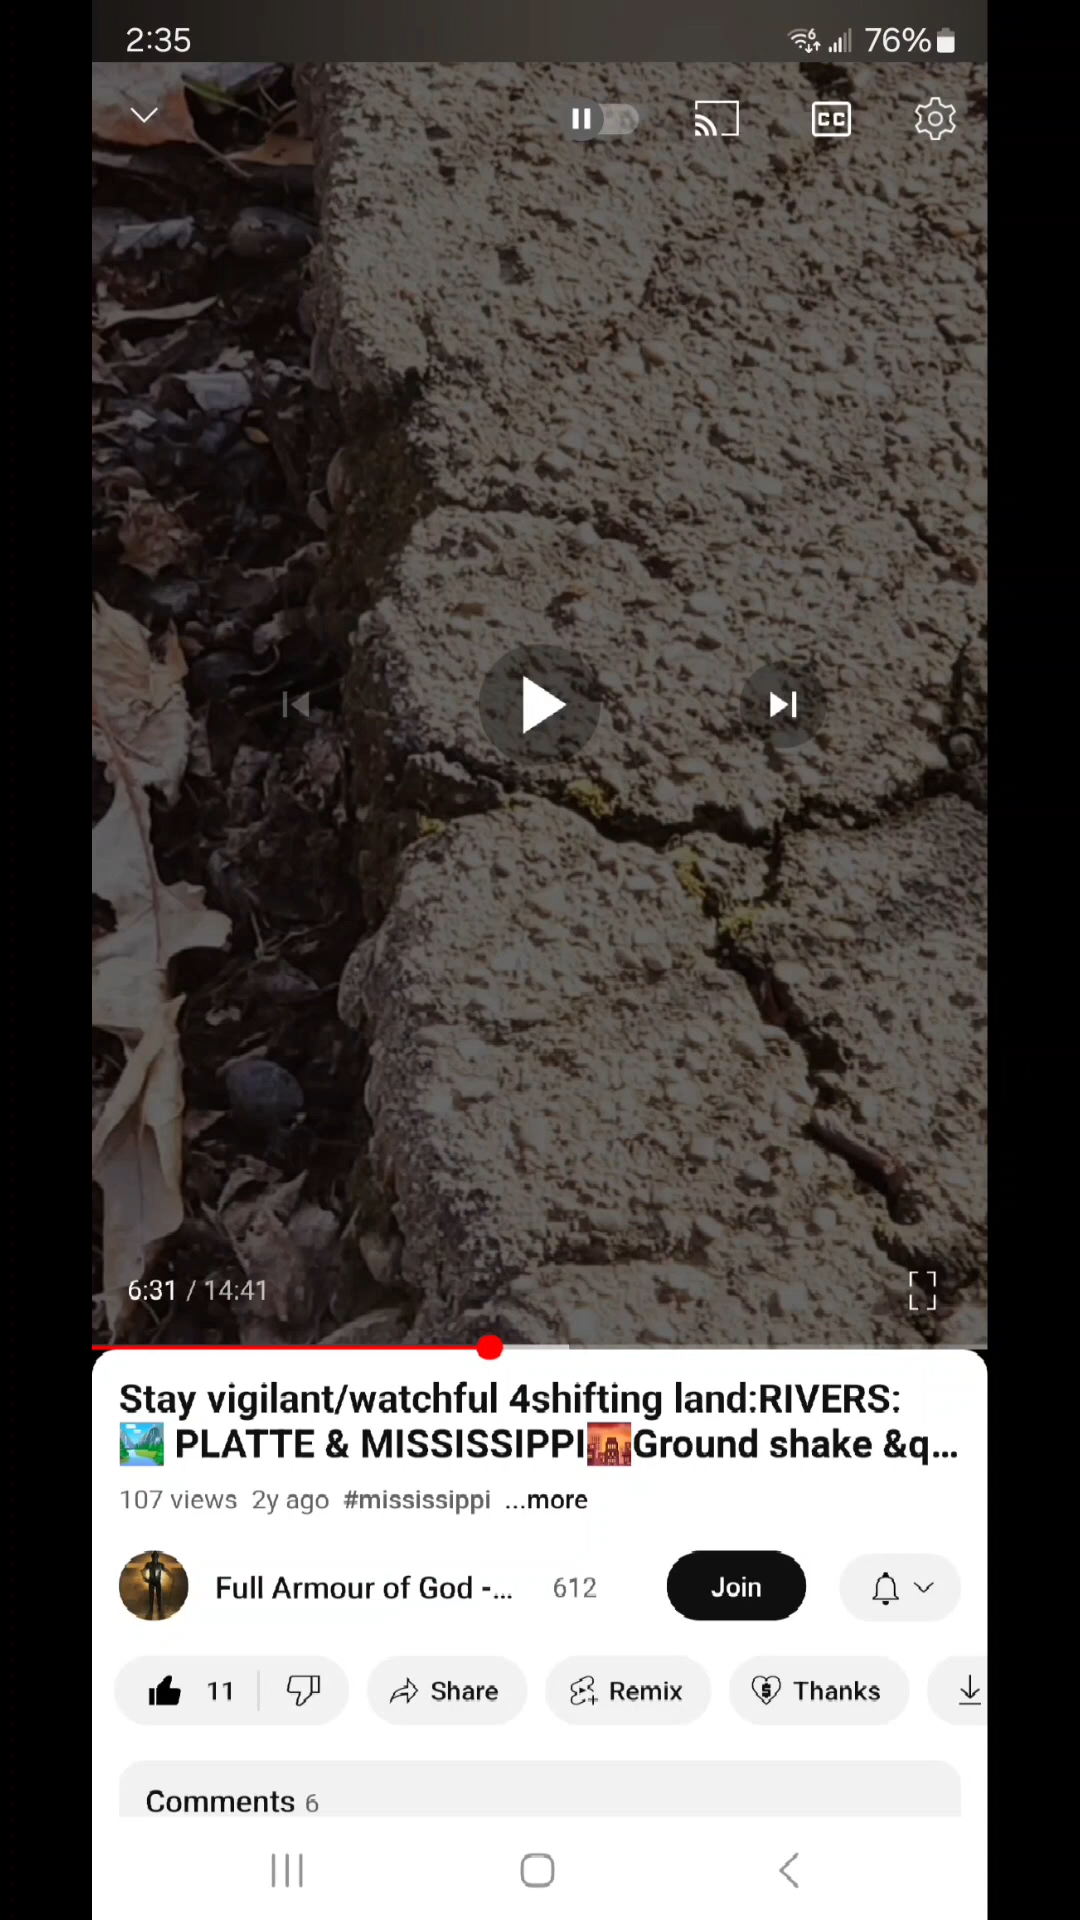 2:35
76%
CC
6:31 / 14:41
Stay vigilant/watchful 4shifting land:RIVERS:
🏞️ PLATTE & MISSISSIPPI🌇Ground shake &q...
107 views 2y ago #mississippi ...more
Full Armour of God -... 612 Join
11 Share Remix Thanks
Comments 6